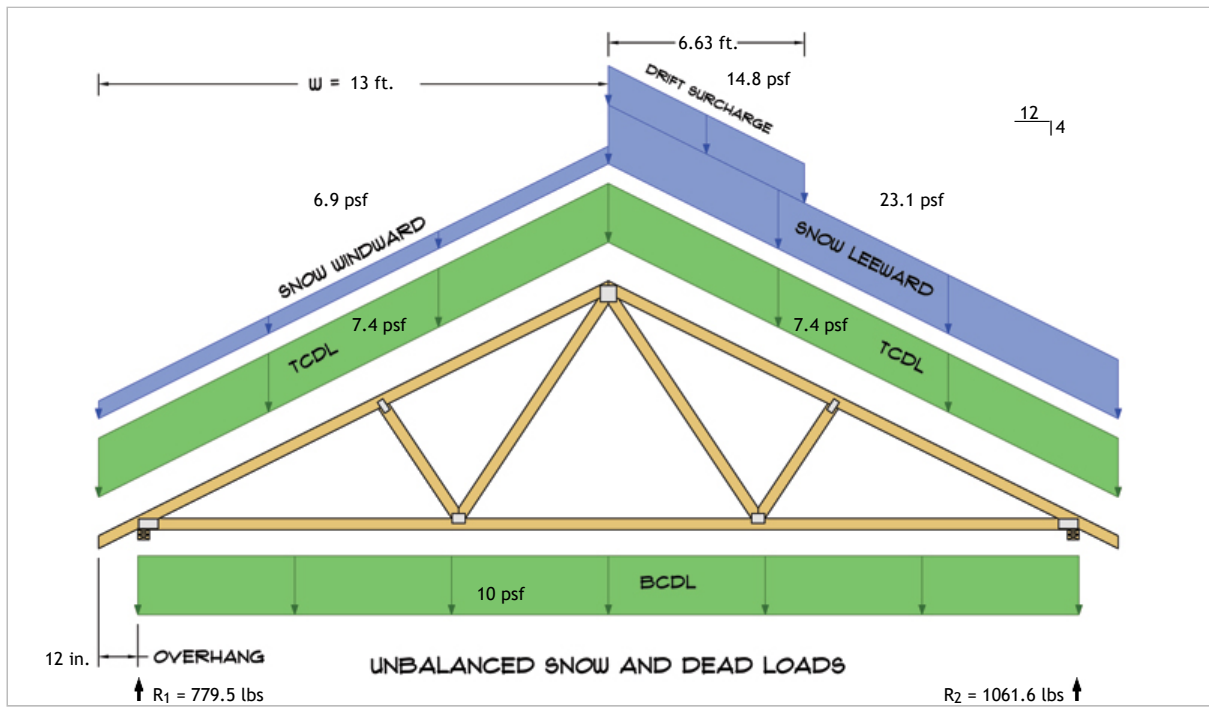 6.63 ft.
W = 13 ft.
DRIFT SURCHARGE
14.8 psf
12
4
6.9 psf
23.1 psf
SNOW WINDWARD
SNOW LEEWARD
7.4 psf
7.4 psf
TCDL
TCDL
10 psf
BCDL
12 in.
OVERHANG
UNBALANCED SNOW AND DEAD LOADS
R1 = 779.5 lbs
R2 = 1061.6 lbs